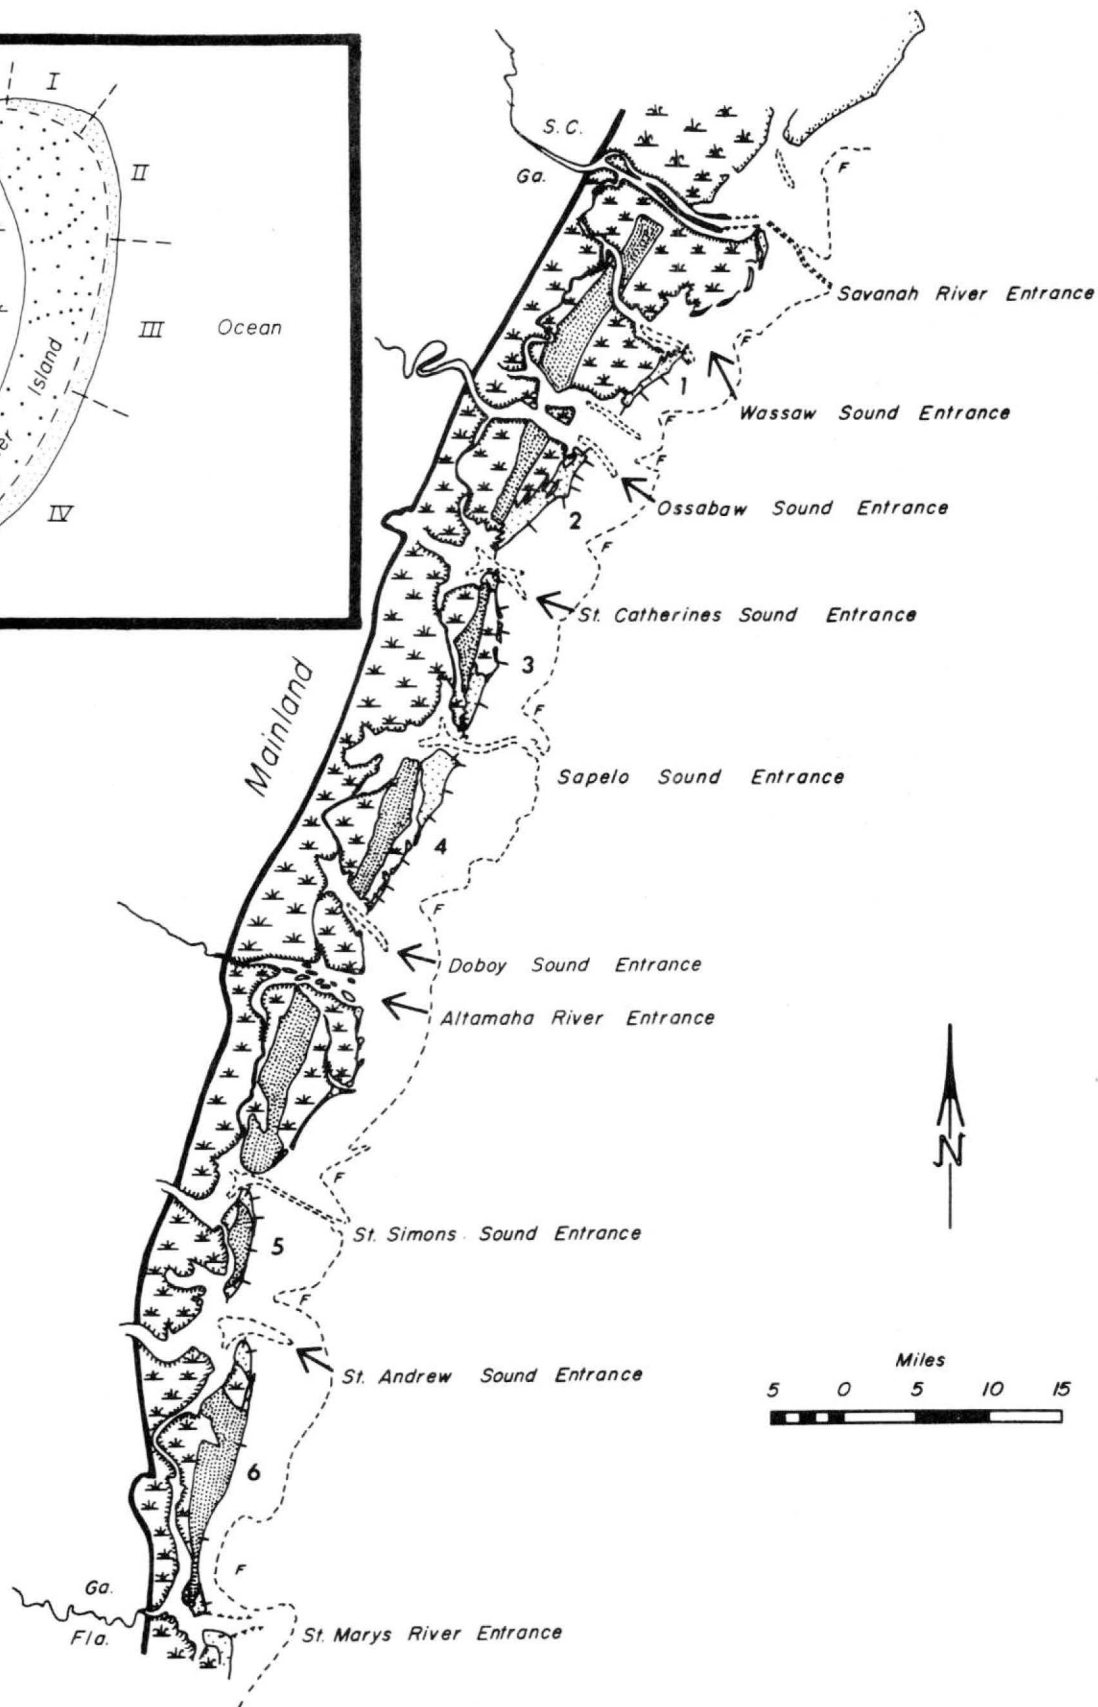 I
II
III
IV
Ocean
Island
S.C.
Ga.
F
Savanah River Entrance
F
1
Wassaw Sound Entrance
F
F
Ossabaw Sound Entrance
2
F
St. Catherines Sound Entrance
3
F
Mainland
Sapelo Sound Entrance
4
F
Doboy Sound Entrance
Altamaha River Entrance
N
F
St. Simons Sound Entrance
5
F
St. Andrew Sound Entrance
Miles
5 0 5 10 15
6
F
Ga.
Fla.
St. Marys River Entrance